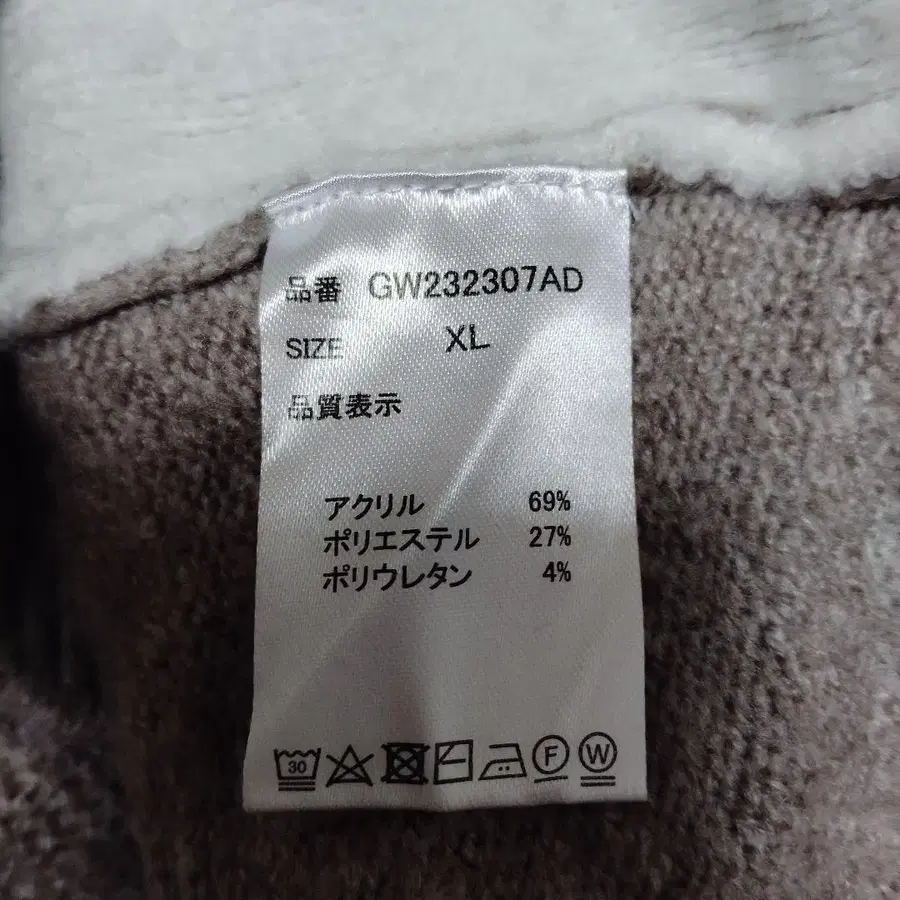 品番 GW232307AD
SIZE XL
品質表示
アクリル 69%
ポリエステル 27%
ポリウレタン 4%
30 F W